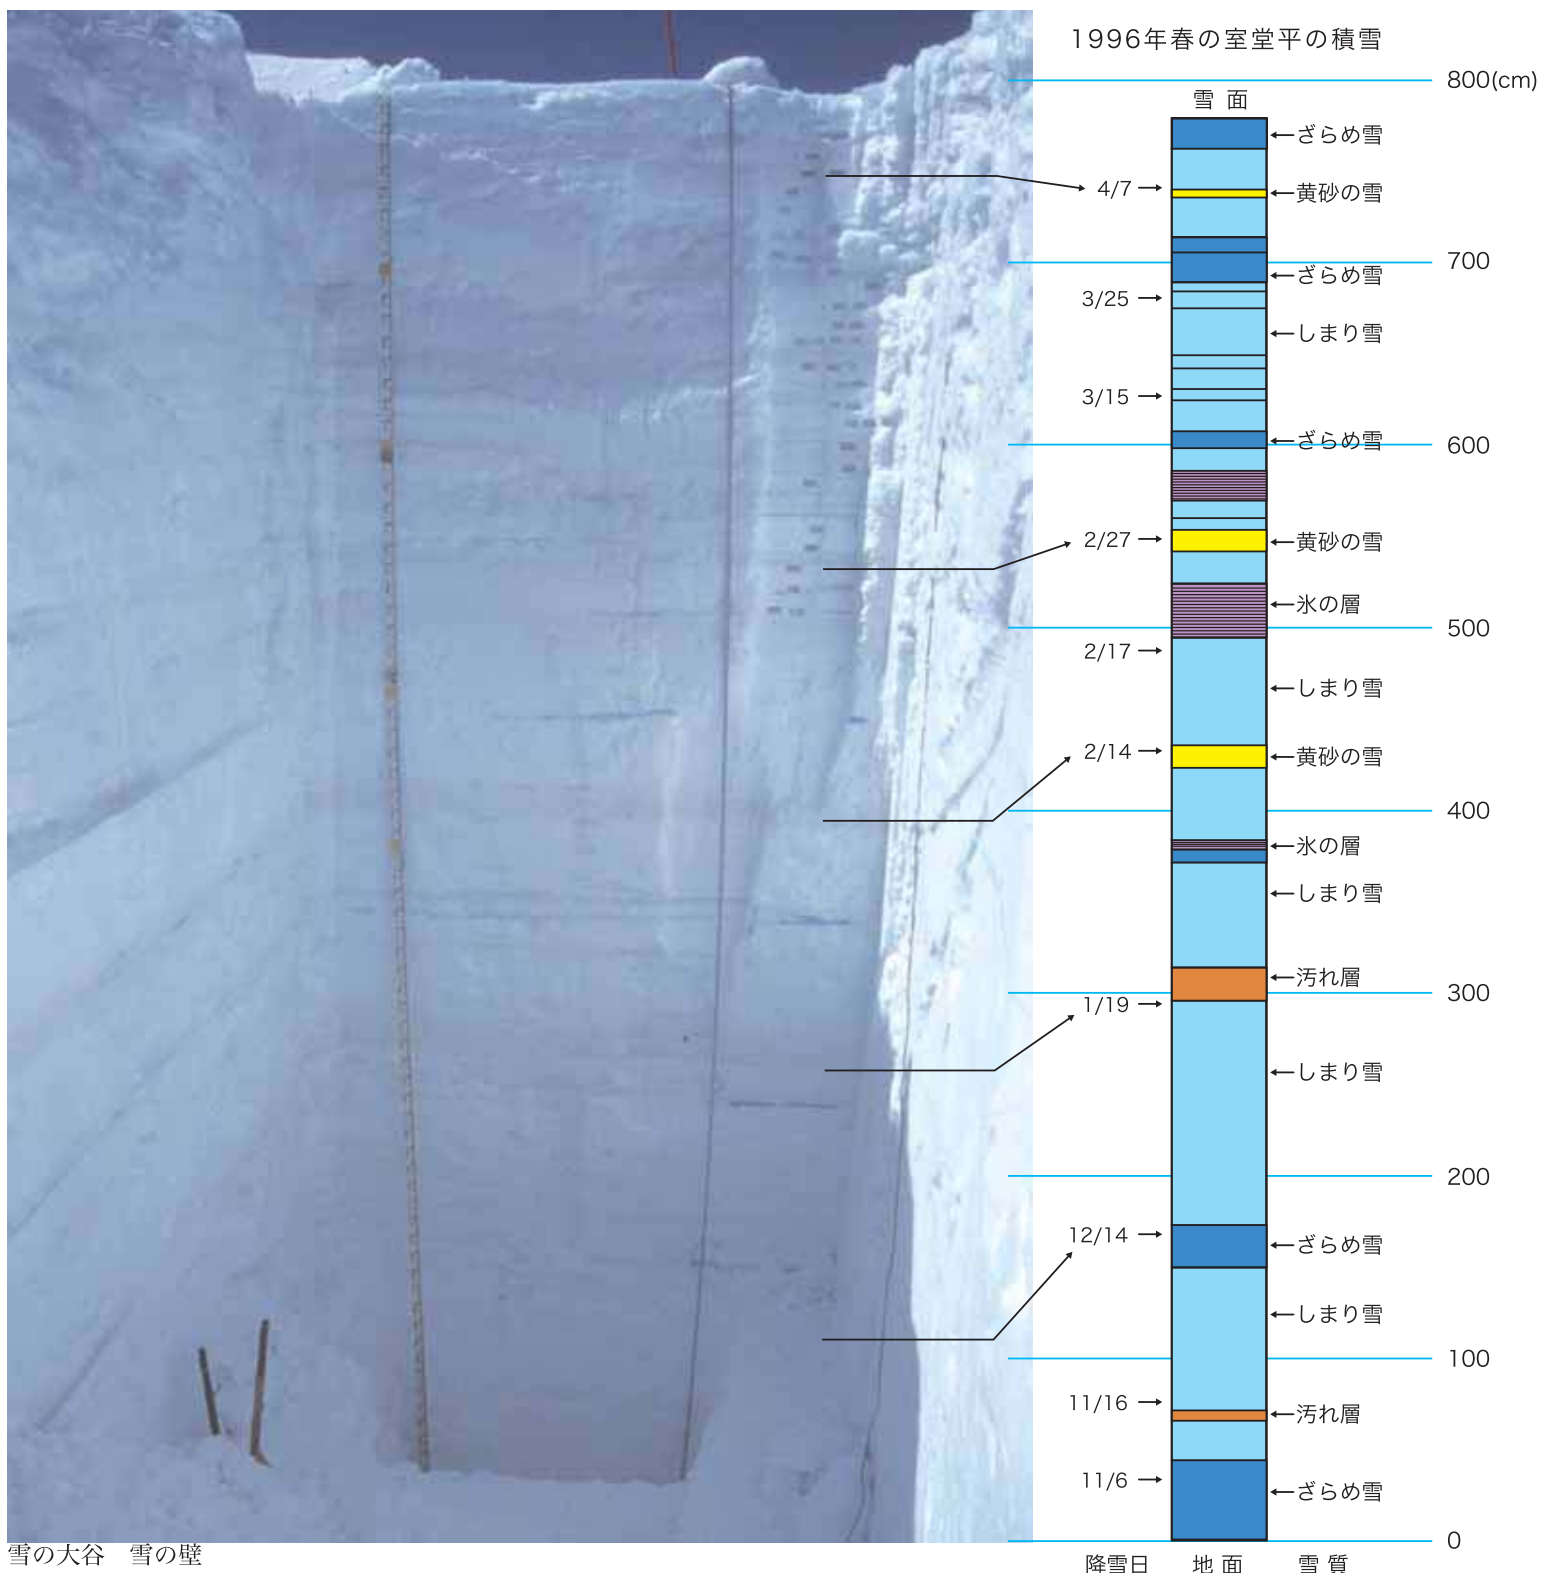 1996年春の室堂平の積雪
800(cm)
雪 面
ざらめ雪
4/7
黄砂の雪
700
ざらめ雪
3/25
しまり雪
3/15
ざらめ雪
600
2/27
黄砂の雪
氷の層
500
2/17
しまり雪
2/14
黄砂の雪
400
氷の層
しまり雪
汚れ層
300
1/19
しまり雪
200
12/14
ざらめ雪
しまり雪
100
11/16
汚れ層
11/6
ざらめ雪
0
雪の大谷 雪の壁
降雪日 地 面 雪 質